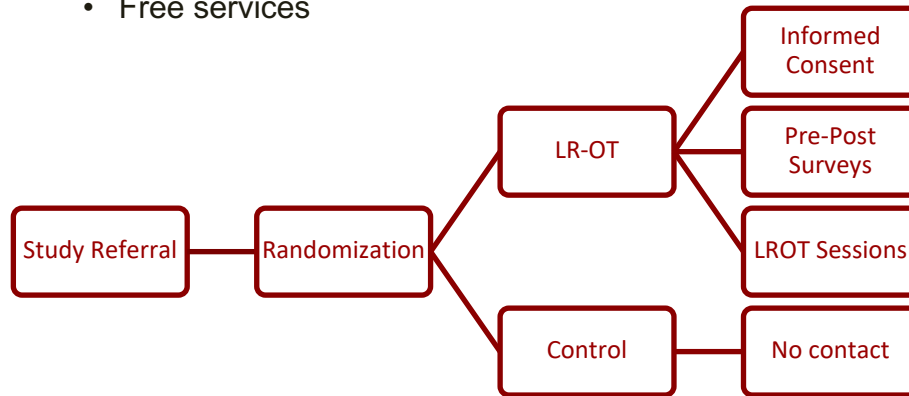 • Free services
Informed
Consent
LR-OT
Pre-Post
Surveys
Study Referral
Randomization
LROT Sessions
Control
No contact